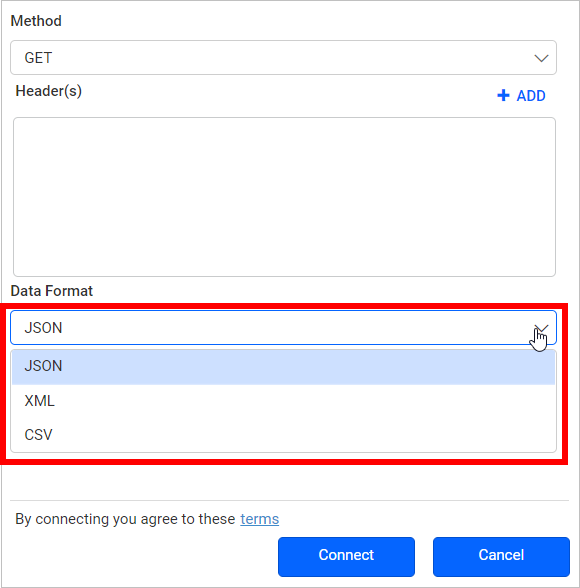 Method
GET
Header(s)
+ ADD
Data Format
JSON
JSON
XML
CSV
By connecting you agree to these terms
Connect Cancel